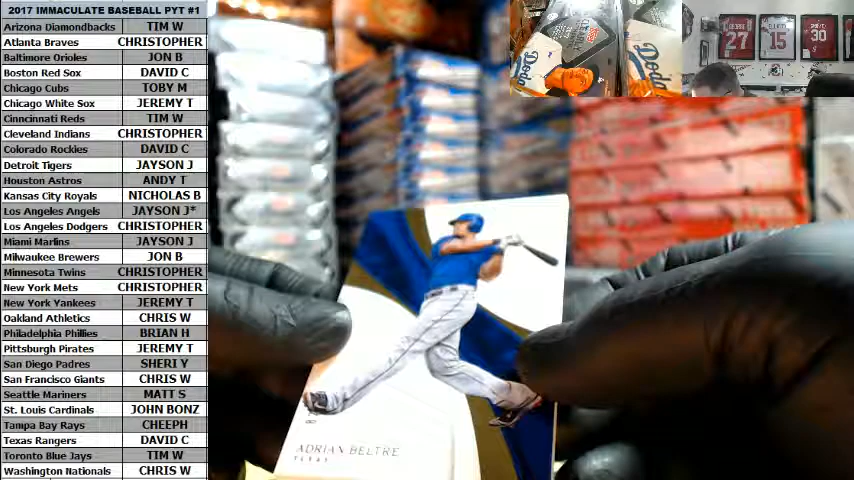 2017 IMMACULATE BASEBALL PYT #1
Arizona Diamondbacks TIM W
Atlanta Braves CHRISTOPHER
Baltimore Orioles JON B
Boston Red Sox DAVID C
Chicago Cubs TOBY M
Chicago White Sox JEREMY T
Cinncinati Reds TIM W
Cleveland Indians CHRISTOPHER
Colorado Rockies DAVID C
Detroit Tigers JAYSON J
Houston Astros ANDY T
Kansas City Royals NICHOLAS B
Los Angeles Angels JAYSON J*
Los Angeles Dodgers CHRISTOPHER
Miami Marlins JAYSON J
Milwaukee Brewers JON B
Minnesota Twins CHRISTOPHER
New York Mets CHRISTOPHER
New York Yankees JEREMY T
Oakland Athletics CHRIS W
Philadelphia Phillies BRIAN H
Pittsburgh Pirates JEREMY T
San Diego Padres SHERI Y
San Francisco Giants CHRIS W
Seattle Mariners MATT S
St. Louis Cardinals JOHN BONZ
Tampa Bay Rays CHEEPH
Texas Rangers DAVID C
Toronto Blue Jays TIM W
Washington Nationals CHRIS W
ADRIAN BELTRE
TEXAS
Dodg
Dodg
GEORGE
27
15
30